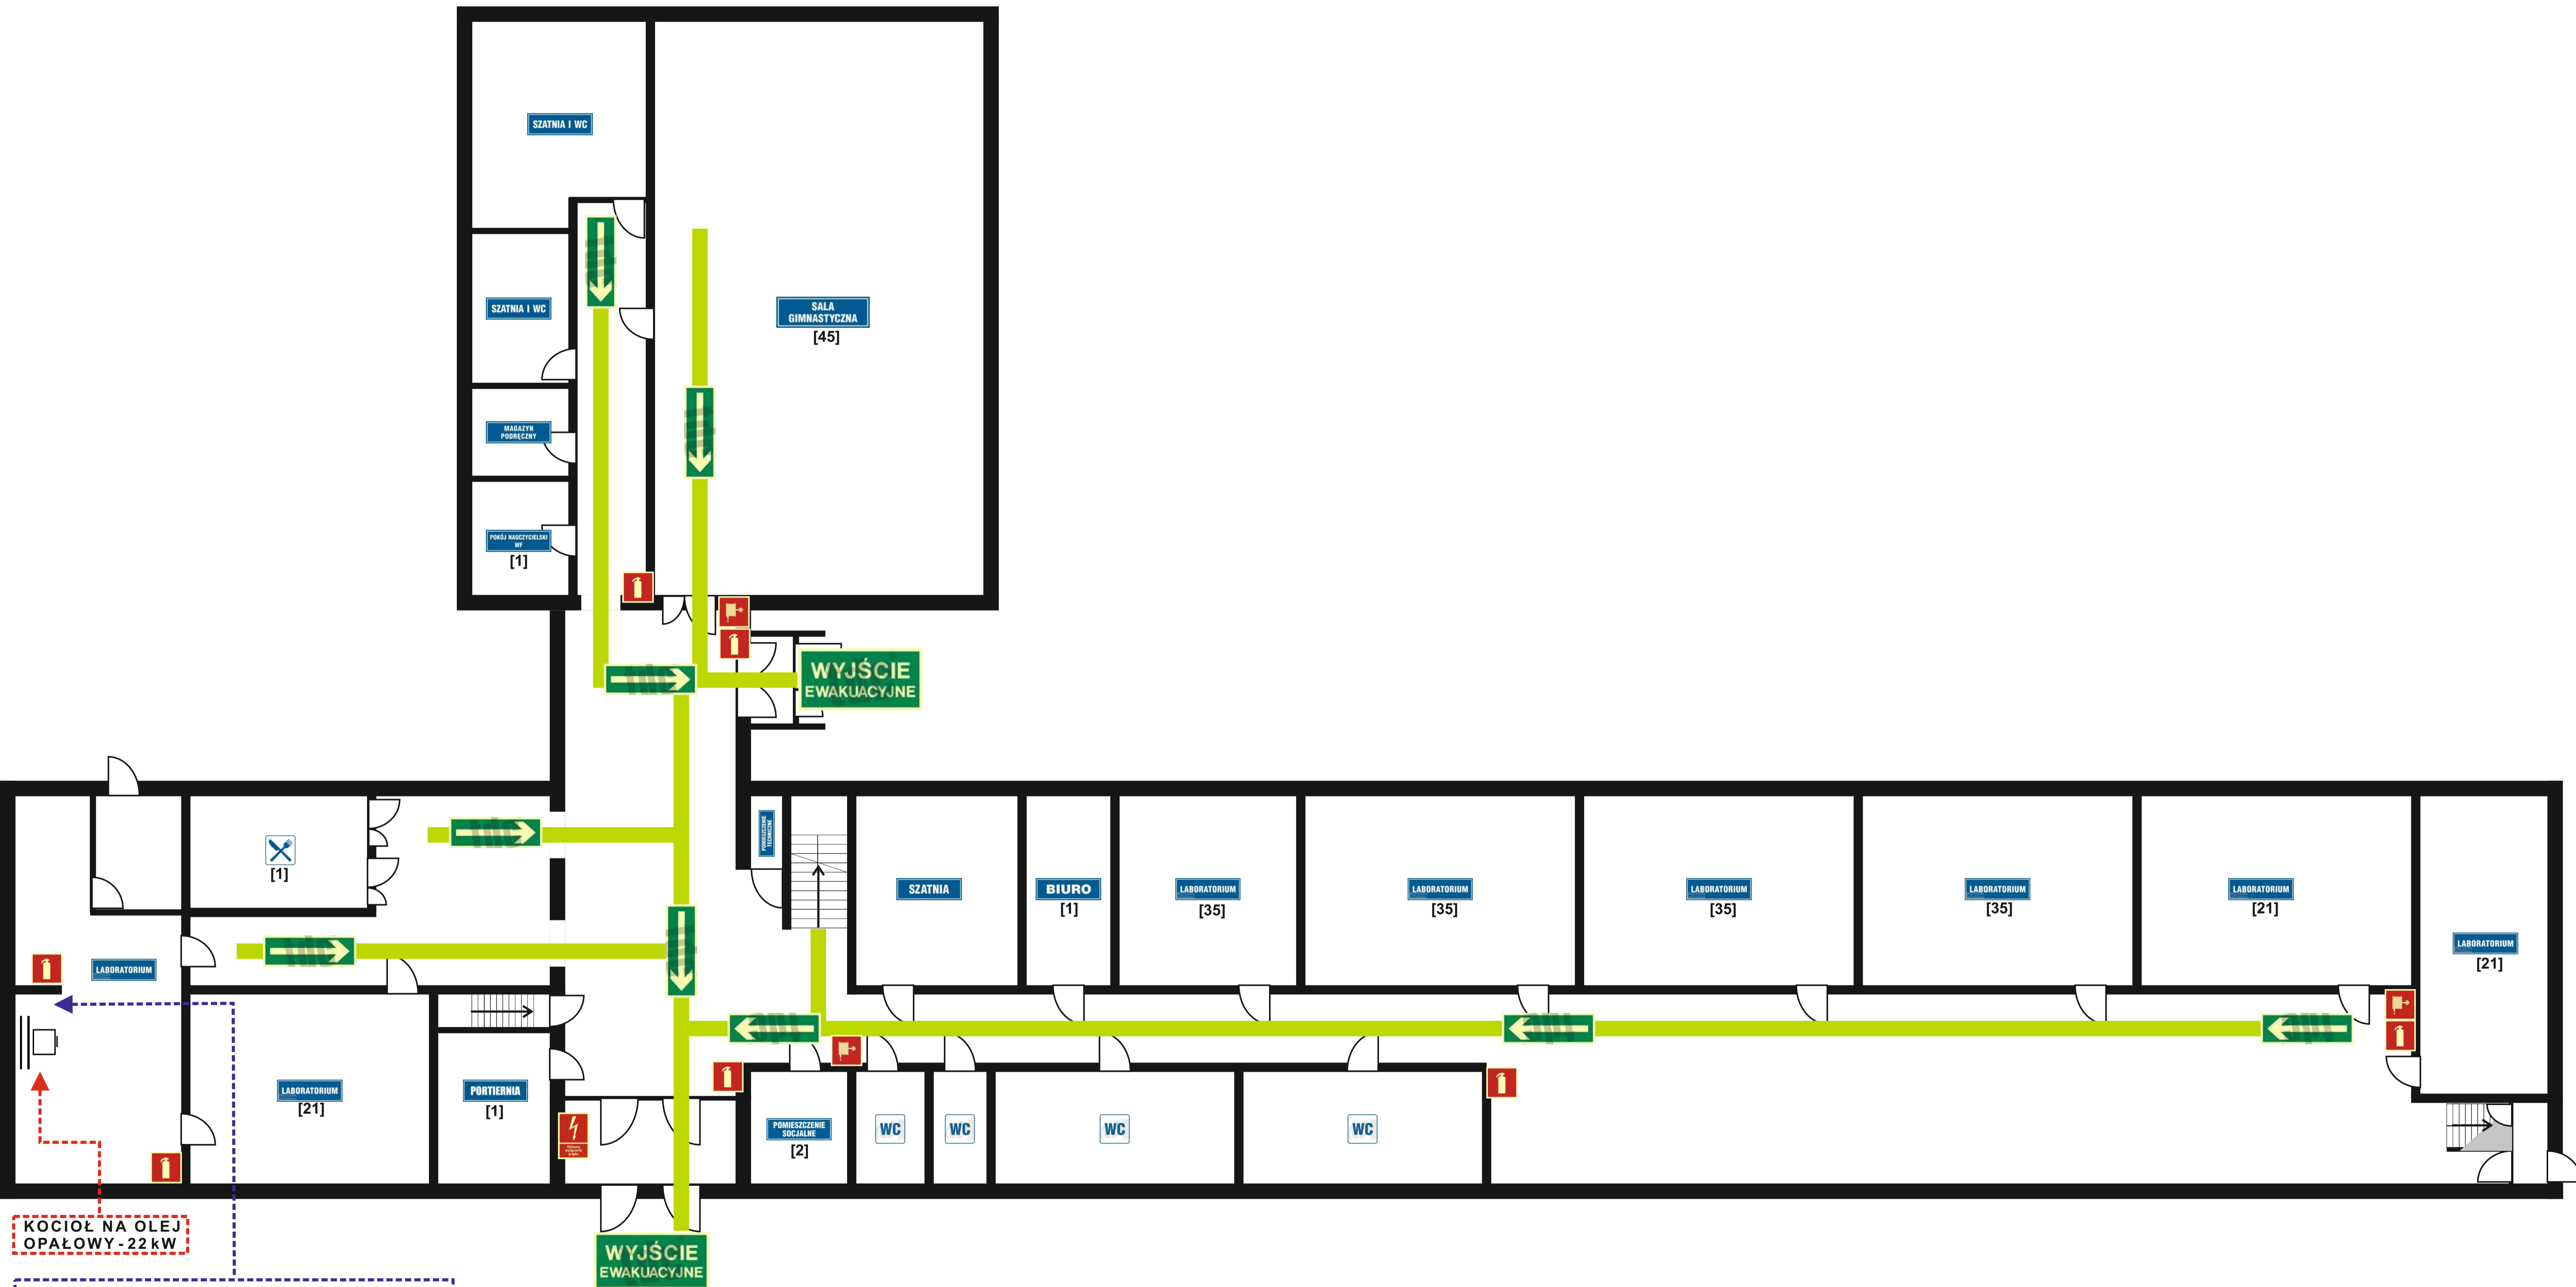 SZATNIA I WC
SZATNIA I WC
SALA
GIMNASTYCZNA
[45]
MAGAZYN
PODRĘCZNY
POKÓJ NAUCZYCIELSKI
WF
[1]
WYJŚCIE
EWAKUACYJNE
[1]
POMIESZCZENIE
TECHNICZNE
SZATNIA
BIURO
[1]
LABORATORIUM
[35]
LABORATORIUM
[35]
LABORATORIUM
[35]
LABORATORIUM
[35]
LABORATORIUM
[21]
LABORATORIUM
[21]
LABORATORIUM
LABORATORIUM
[21]
PORTIERNIA
[1]
POMIESZCZENIE
SOCJALNE
[2]
WC
WC
WC
WC
KOCIOŁ NA OLEJ
OPAŁOWY - 22 kW
WYJŚCIE
EWAKUACYJNE